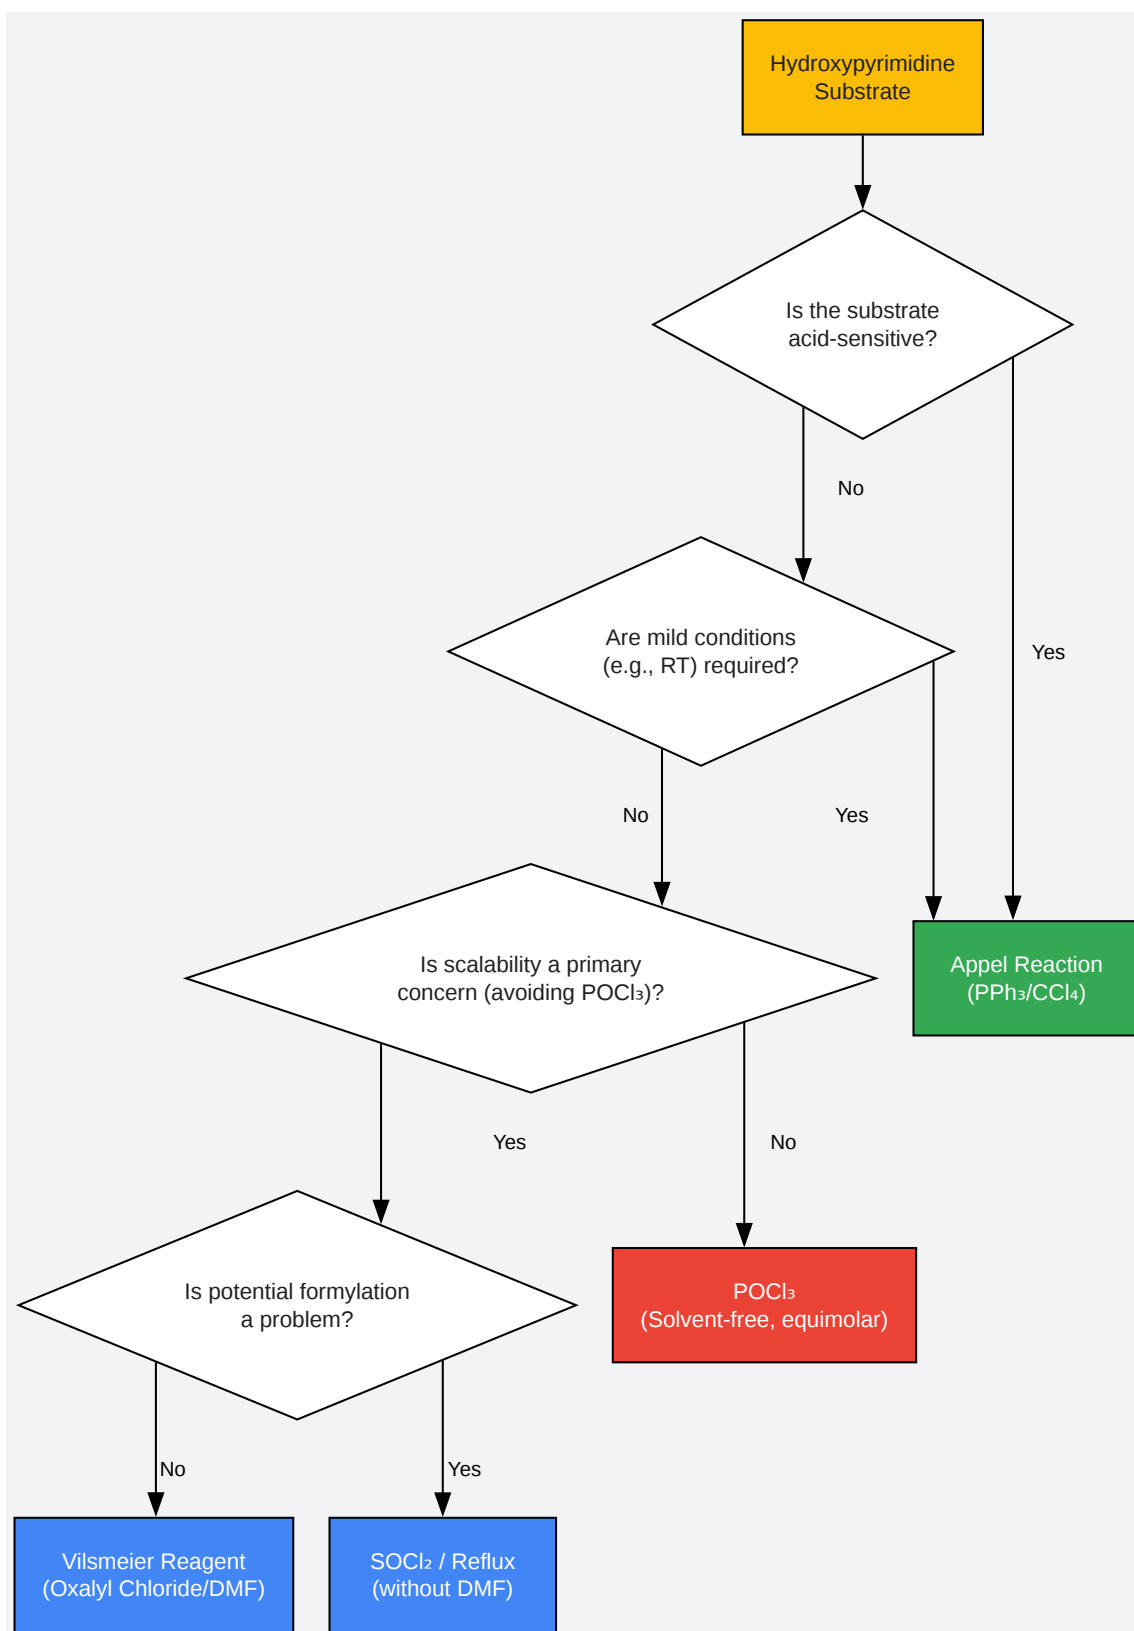 Hydroxypyrimidine
Substrate
Is the substrate
acid-sensitive?
No
Yes
Are mild conditions
(e.g., RT) required?
No
Yes
Is scalability a primary
concern (avoiding POCl₃)?
Appel Reaction
(PPh₃/CCl₄)
Yes
No
Is potential formylation
a problem?
POCl₃
(Solvent-free, equimolar)
No
Yes
Vilsmeier Reagent
(Oxalyl Chloride/DMF)
SOCl₂ / Reflux
(without DMF)